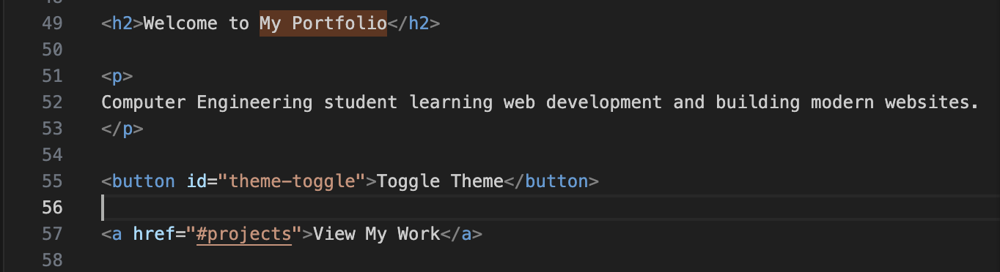 49 <h2>Welcome to My Portfolio</h2>
50
51 <p>
52 Computer Engineering student learning web development and building modern websites.
53 </p>
54
55 <button id="theme-toggle">Toggle Theme</button>
56
57 <a href="#projects">View My Work</a>
58